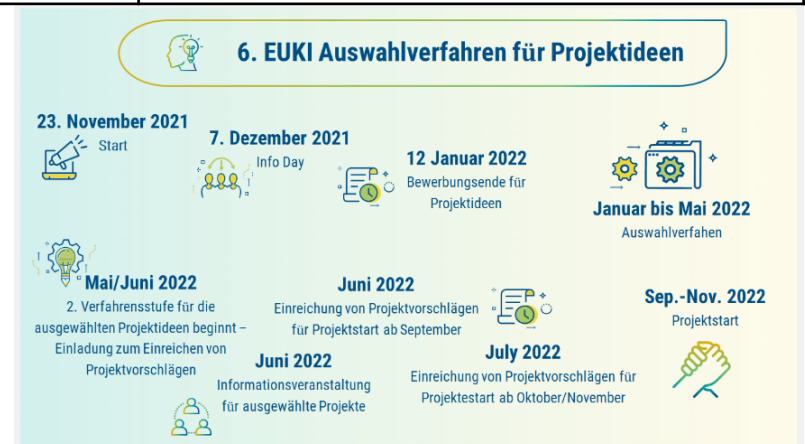 6. EUKI Auswahlverfahren für Projektideen
23. November 2021
Start
7. Dezember 2021
Info Day
12 Januar 2022
Bewerbungsende für
Projektideen
Januar bis Mai 2022
Auswahlverfahen
Mai/Juni 2022
2. Verfahrensstufe für die
ausgewählten Projektideen beginnt –
Einladung zum Einreichen von
Projektvorschlägen
Juni 2022
Einreichung von Projektvorschlägen
für Projektstart ab September
Juni 2022
Informationsveranstaltung
für ausgewählte Projekte
July 2022
Einreichung von Projektvorschlägen für
Projektestart ab Oktober/November
Sep.-Nov. 2022
Projektstart